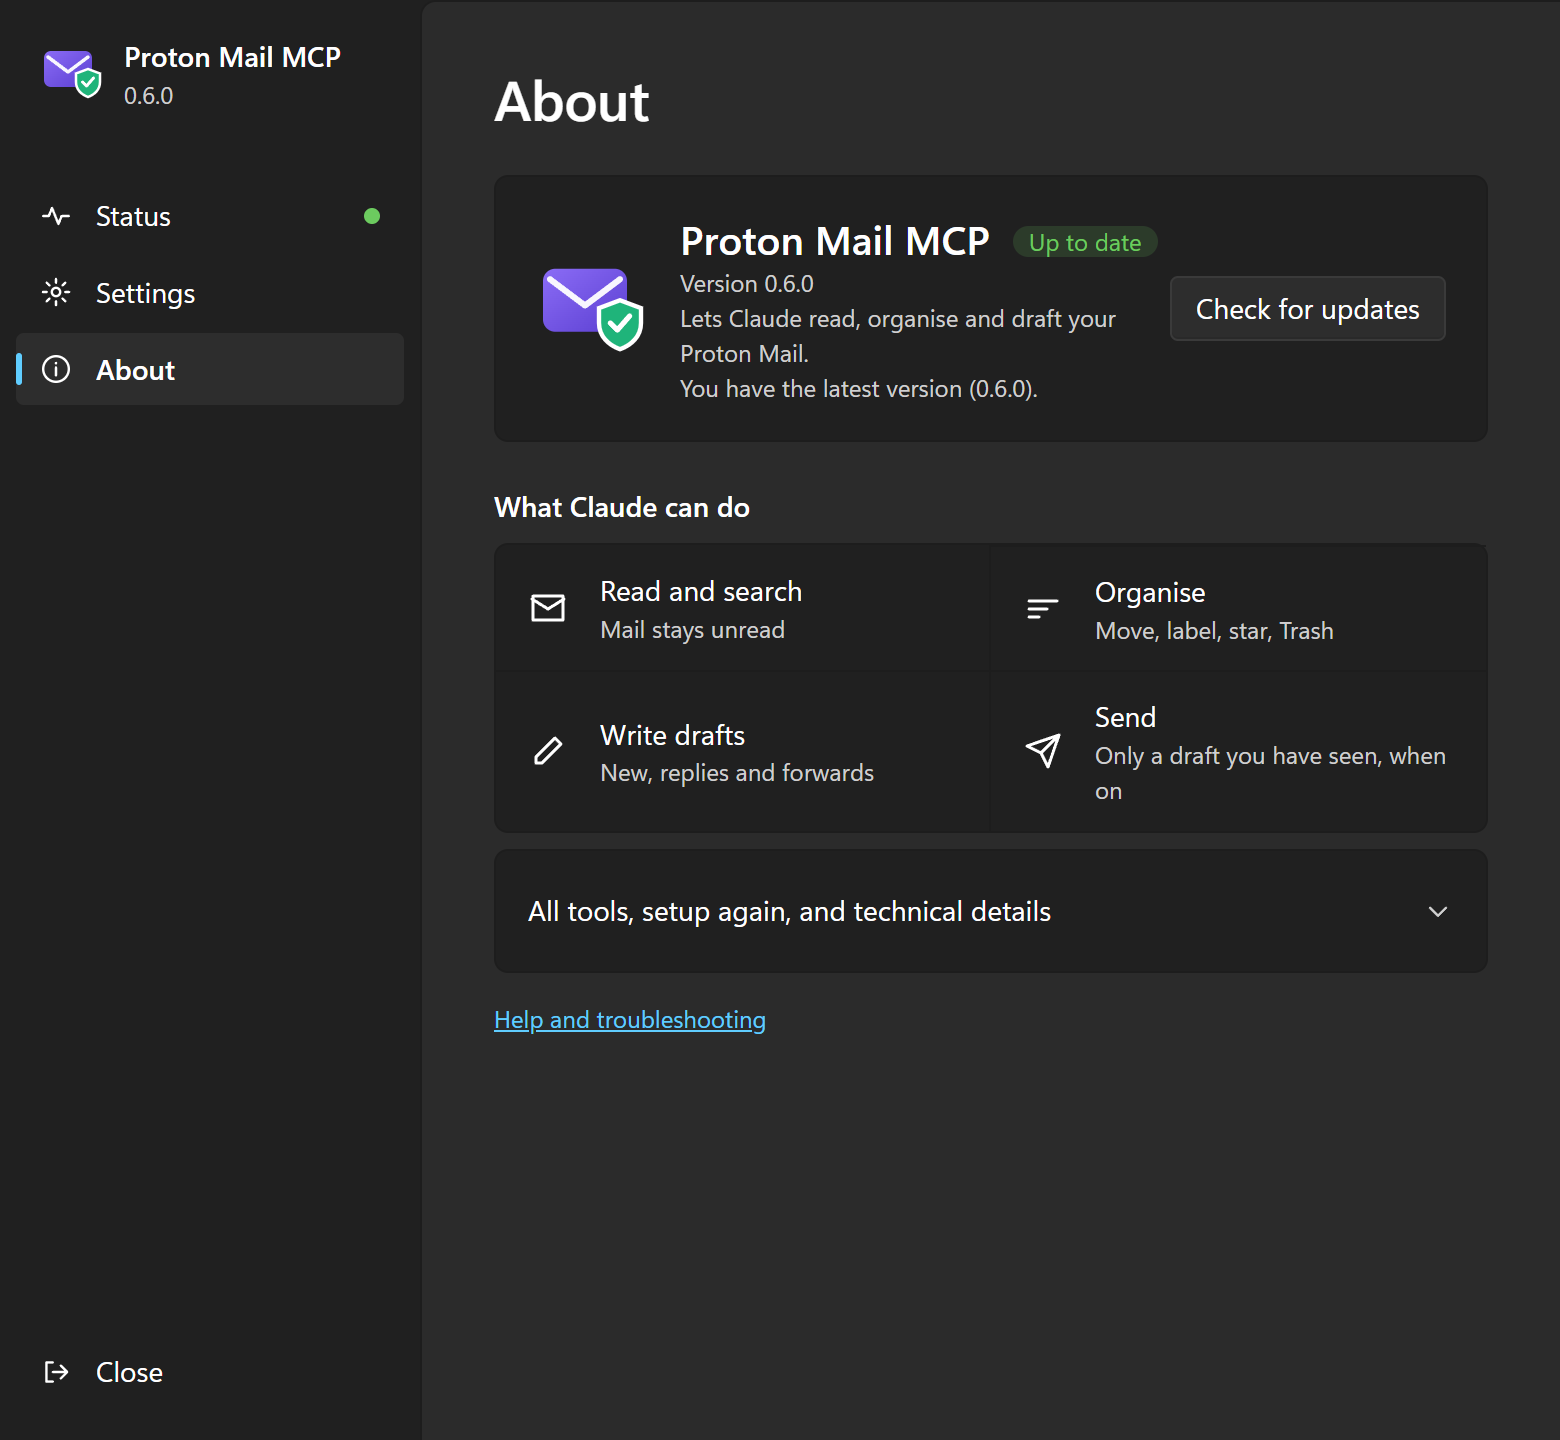 Proton Mail MCP
0.6.0
Status
Settings
About
Close
About
Proton Mail MCP
Up to date
Version 0.6.0
Lets Claude read, organise and draft your
Proton Mail.
You have the latest version (0.6.0).
Check for updates
What Claude can do
Read and search
Mail stays unread
Organise
Move, label, star, Trash
Write drafts
New, replies and forwards
Send
Only a draft you have seen, when
on
All tools, setup again, and technical details
Help and troubleshooting